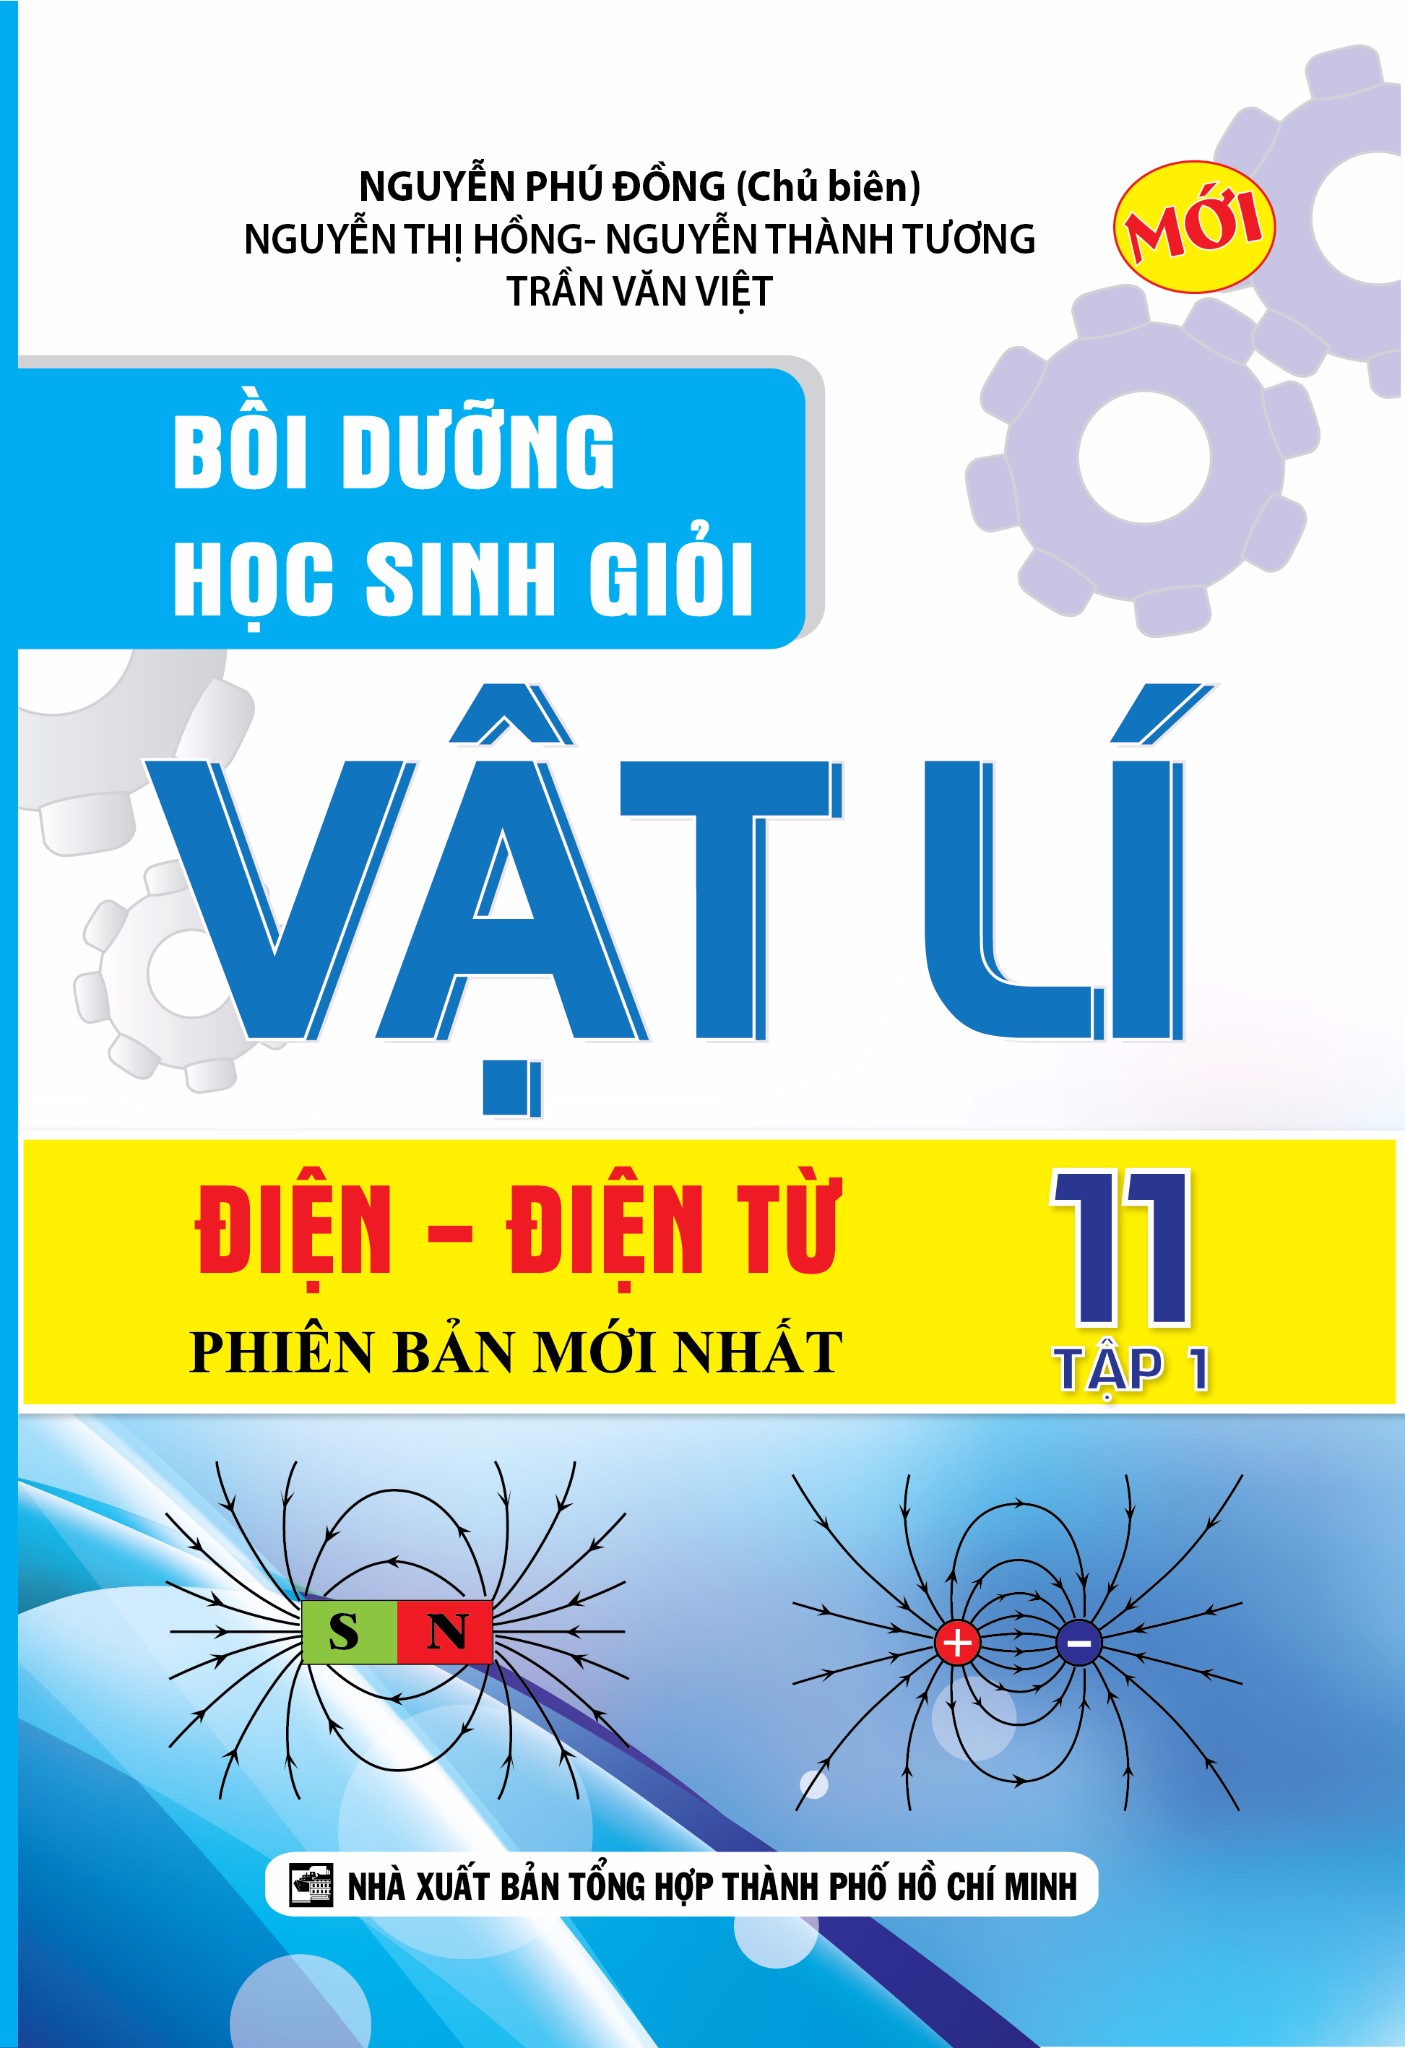 NGUYỄN PHÚ ĐỒNG (Chủ biên)
NGUYỄN THỊ HỒNG- NGUYỄN THÀNH TƯƠNG
TRẦN VĂN VIỆT
MỚI
BỒI DƯỠNG
HỌC SINH GIỎI
VẬT LÍ
ĐIỆN – ĐIỆN TỪ
PHIÊN BẢN MỚI NHẤT
11
TẬP 1
S N
+ −
NHÀ XUẤT BẢN TỔNG HỢP THÀNH PHỐ HỒ CHÍ MINH